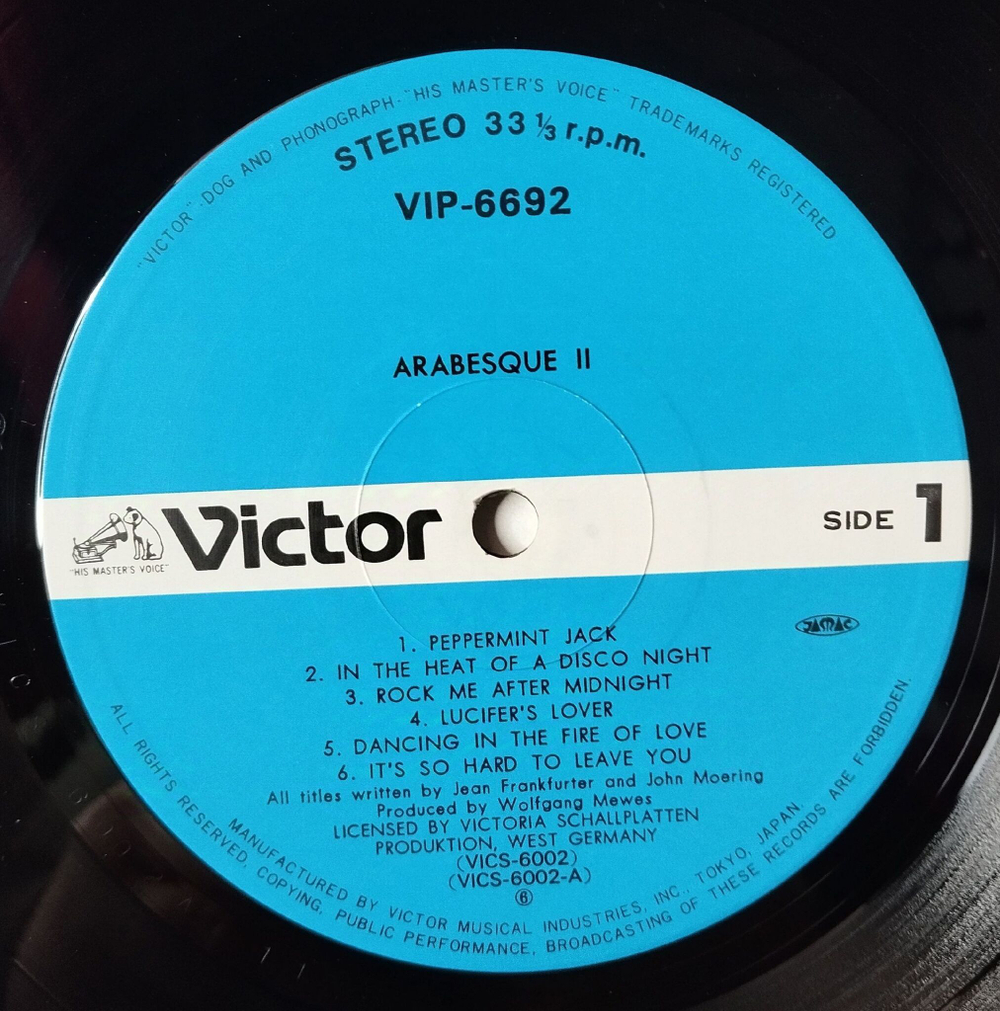 "VICTOR"·DOG AND PHONOGRAPH·"HIS MASTER'S VOICE" TRADEMARKS REGISTERED
STEREO 33 ⅓ r.p.m.
VIP-6692
ARABESQUE II
"HIS MASTER'S VOICE"
Victor
SIDE 1
JASRAC
1. PEPPERMINT JACK
2. IN THE HEAT OF A DISCO NIGHT
3. ROCK ME AFTER MIDNIGHT
4. LUCIFER'S LOVER
5. DANCING IN THE FIRE OF LOVE
6. IT'S SO HARD TO LEAVE YOU
All titles written by Jean Frankfurter and John Moering
Produced by Wolfgang Mewes
LICENSED BY VICTORIA SCHALLPLATTEN
PRODUKTION, WEST GERMANY
(VICS-6002)
(VICS-6002-A)
⑥
MANUFACTURED BY VICTOR MUSICAL INDUSTRIES, INC., TOKYO, JAPAN.
ALL RIGHTS RESERVED, COPYING, PUBLIC PERFORMANCE, BROADCASTING OF THESE RECORDS ARE FORBIDDEN.